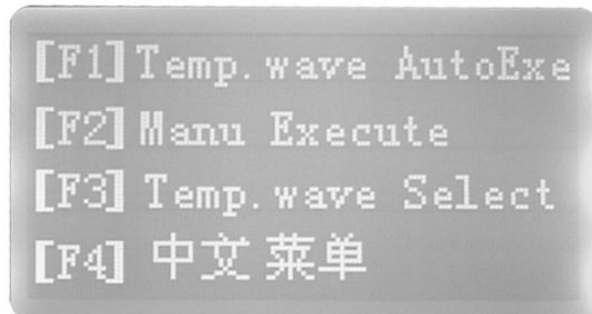 [F1] Temp. wave AutoExe
[F2] Manu Execute
[F3] Temp. wave Select
[F4] 中文 菜单